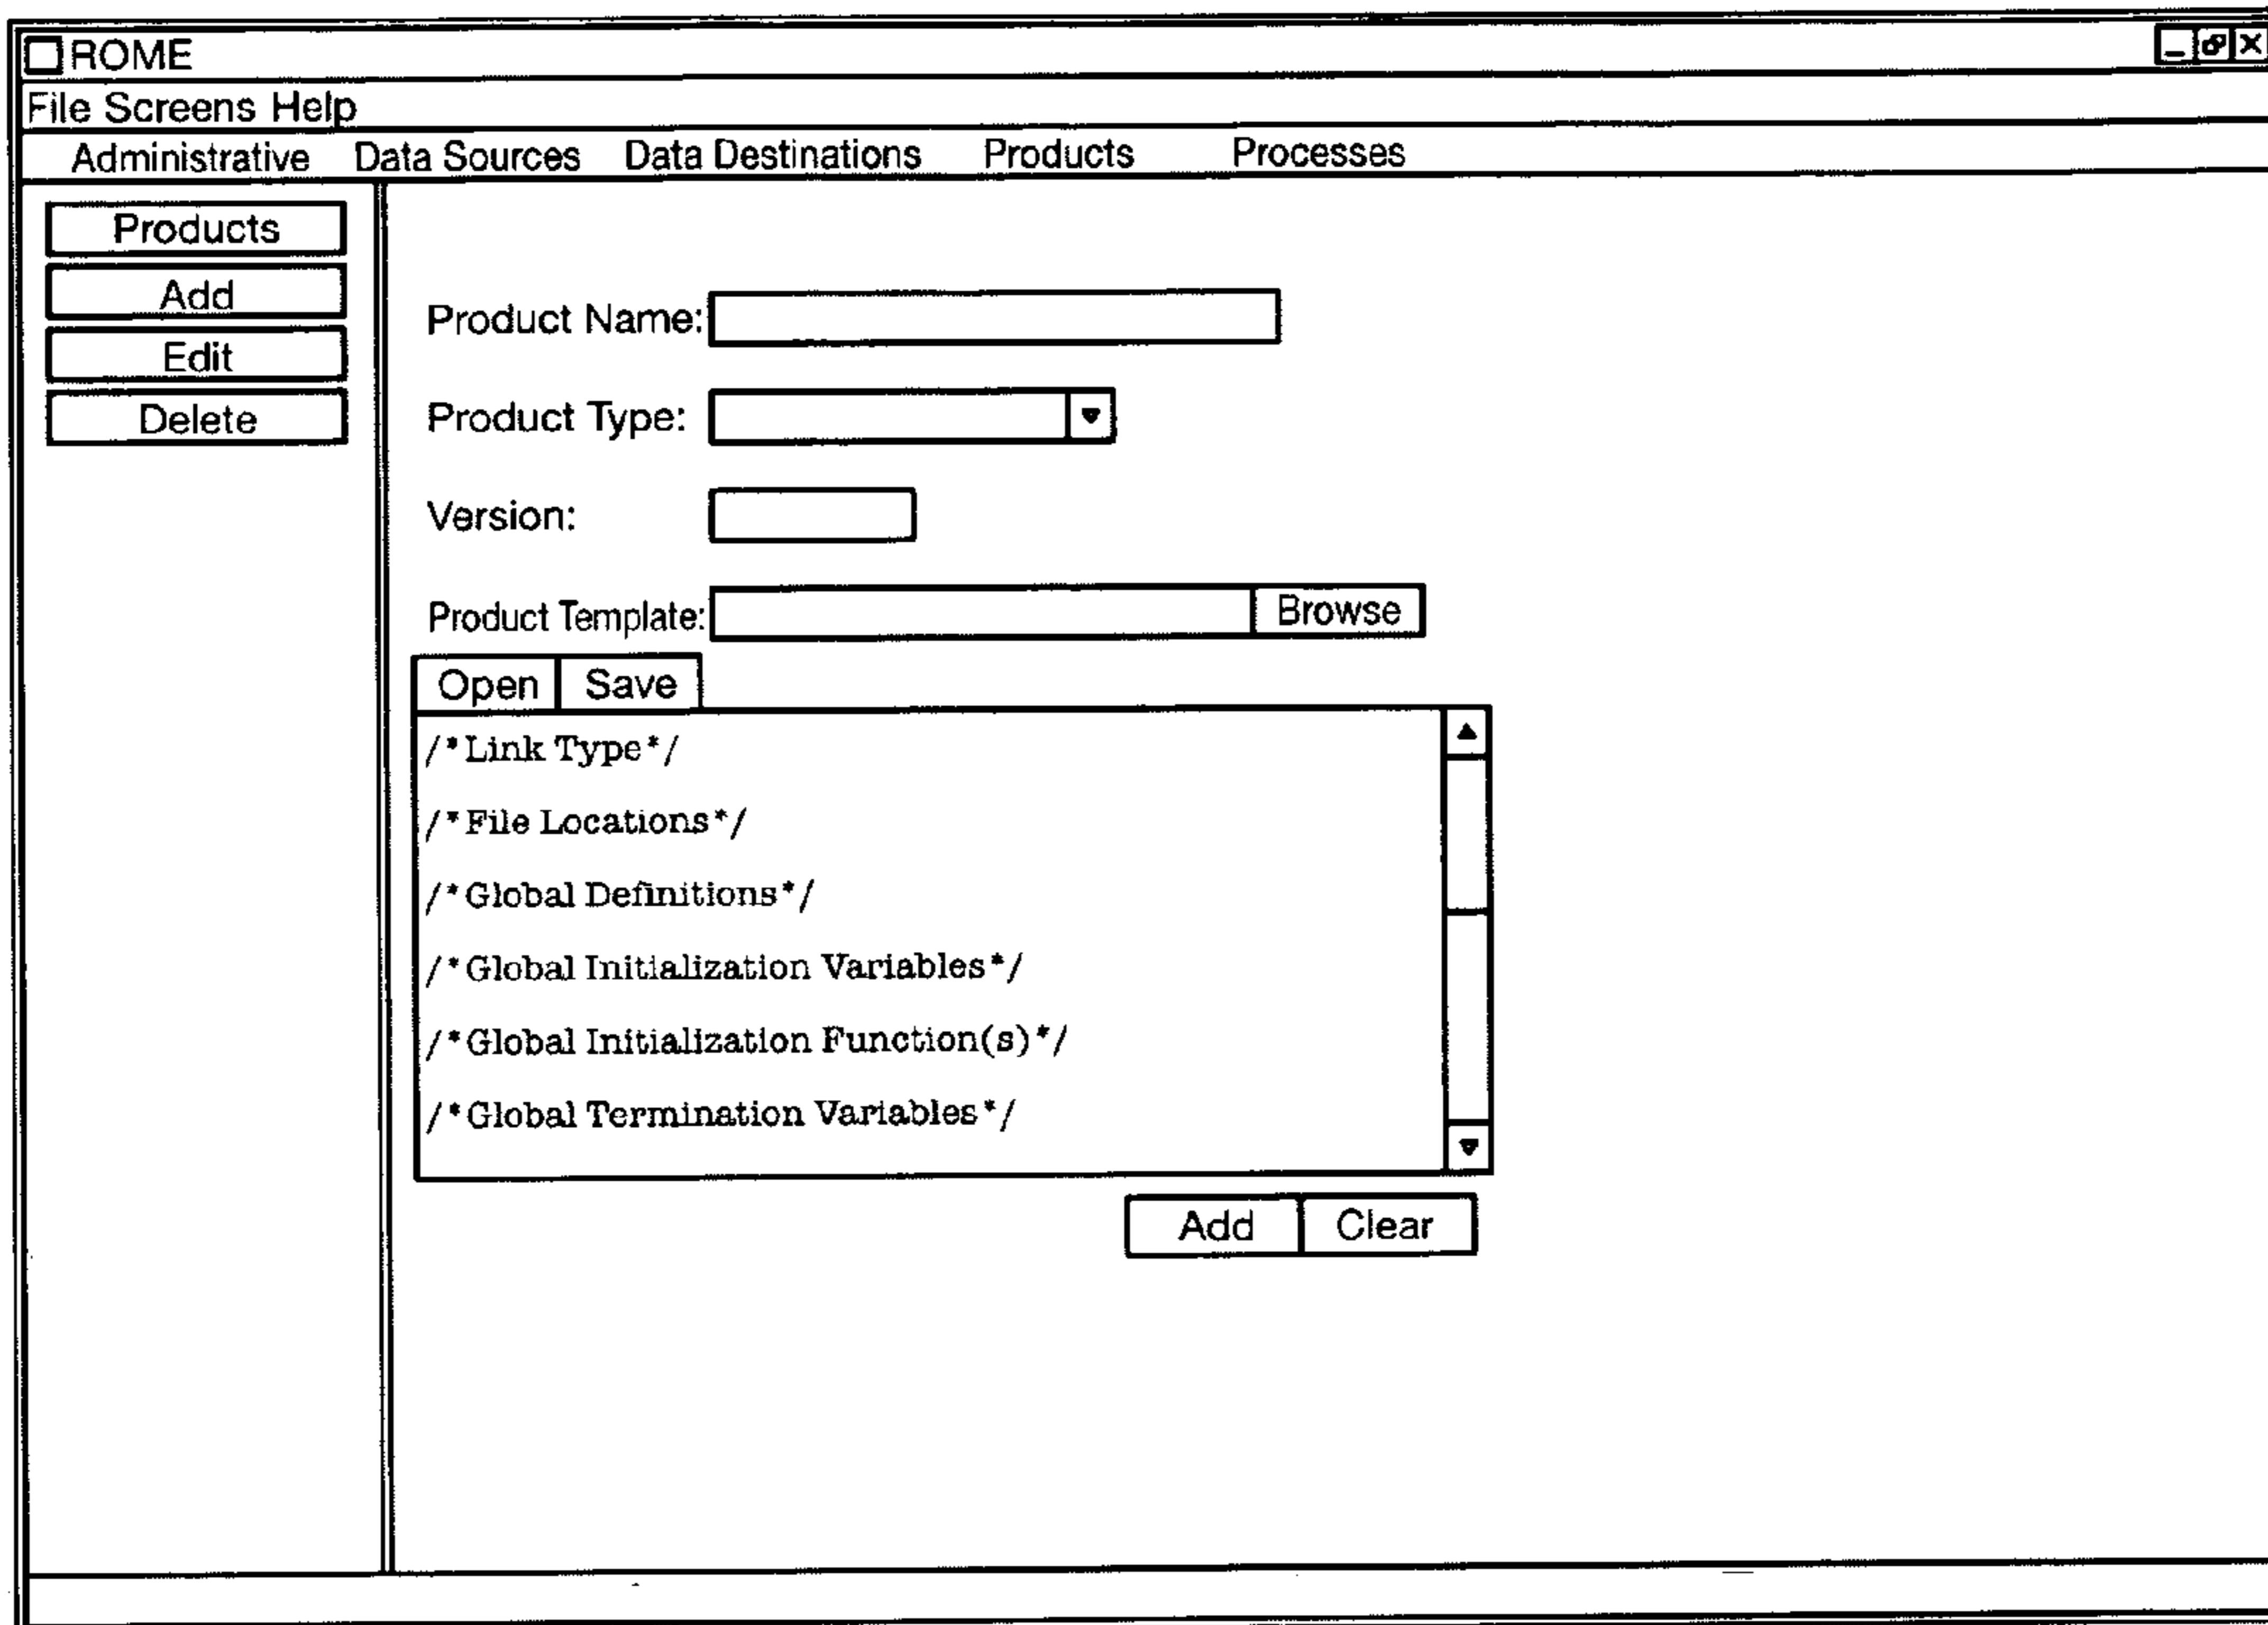 ROME
File Screens Help
Administrative Data Sources Data Destinations Products Processes
Products
Add
Edit
Delete
Product Name:
Product Type:
Version:
Product Template: Browse
Open Save
/*Link Type*/
/*File Locations*/
/*Global Definitions*/
/*Global Initialization Variables*/
/*Global Initialization Function(s)*/
/*Global Termination Variables*/
Add Clear